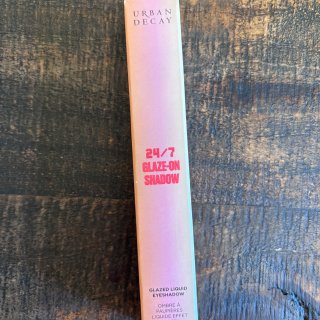 URBAN
DECAY
24/7
GLAZE-ON
SHADOW
GLAZED LIQUID
EYESHADOW
OMBRE À
PAUPIÈRES
LIQUIDE EFFET